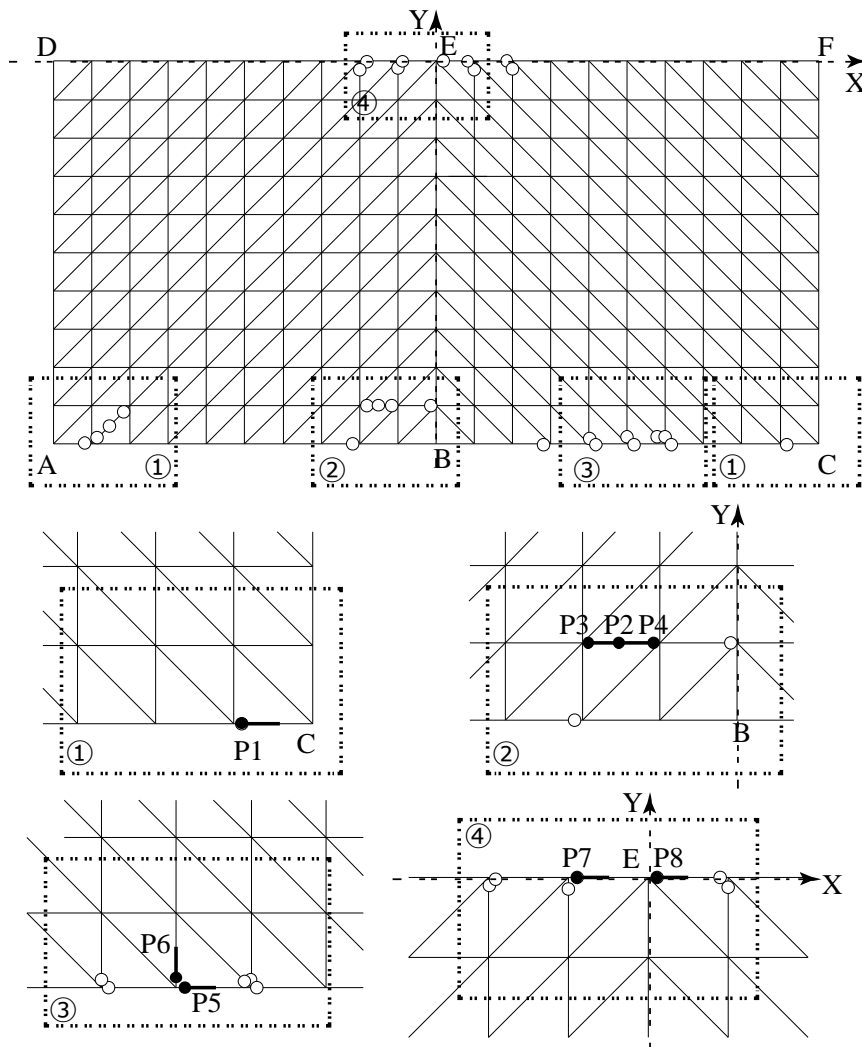 Y
D E F
X
④
A ① ② B ③ ① C
Y
P3 P2 P4
① P1 C
② B
Y
④
P7 E P8
X
P6
P5
③